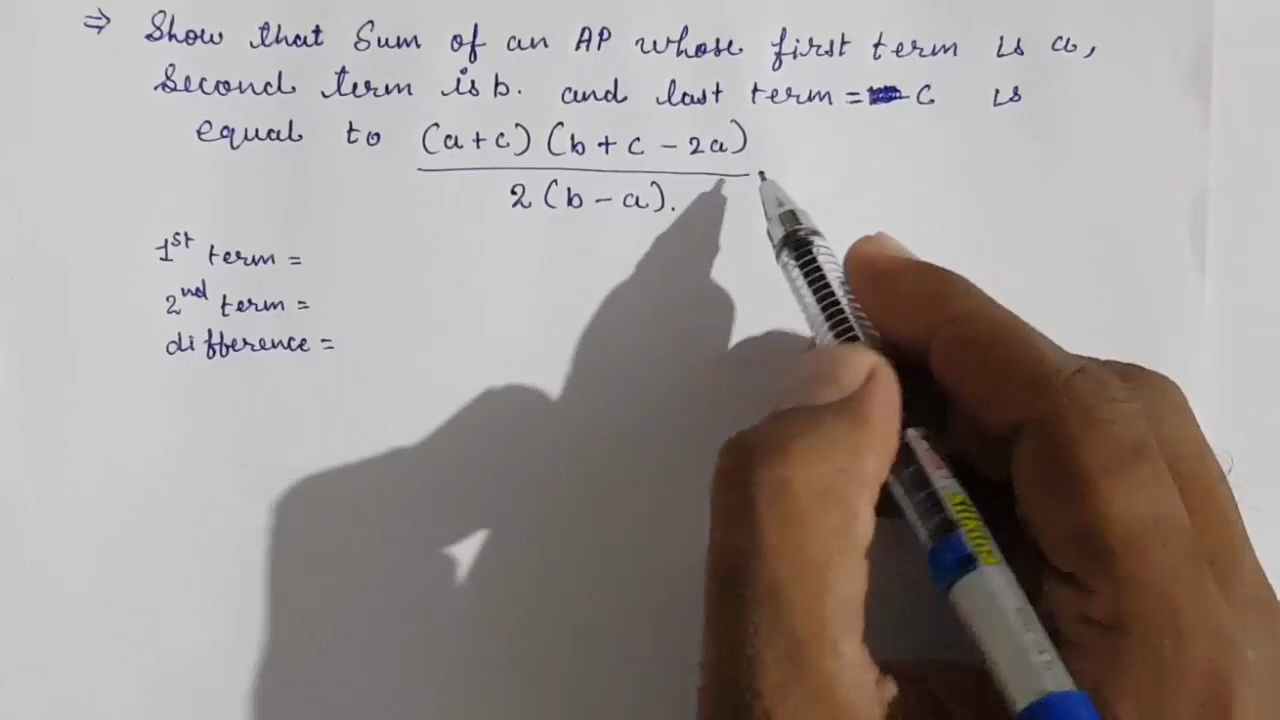 ⇒ Show that Sum of an AP whose first term is a,
Second term is b. and last term = c is
equal to (a+c) (b+c-2a)
2(b-a).
1st term =
2nd term =
difference =